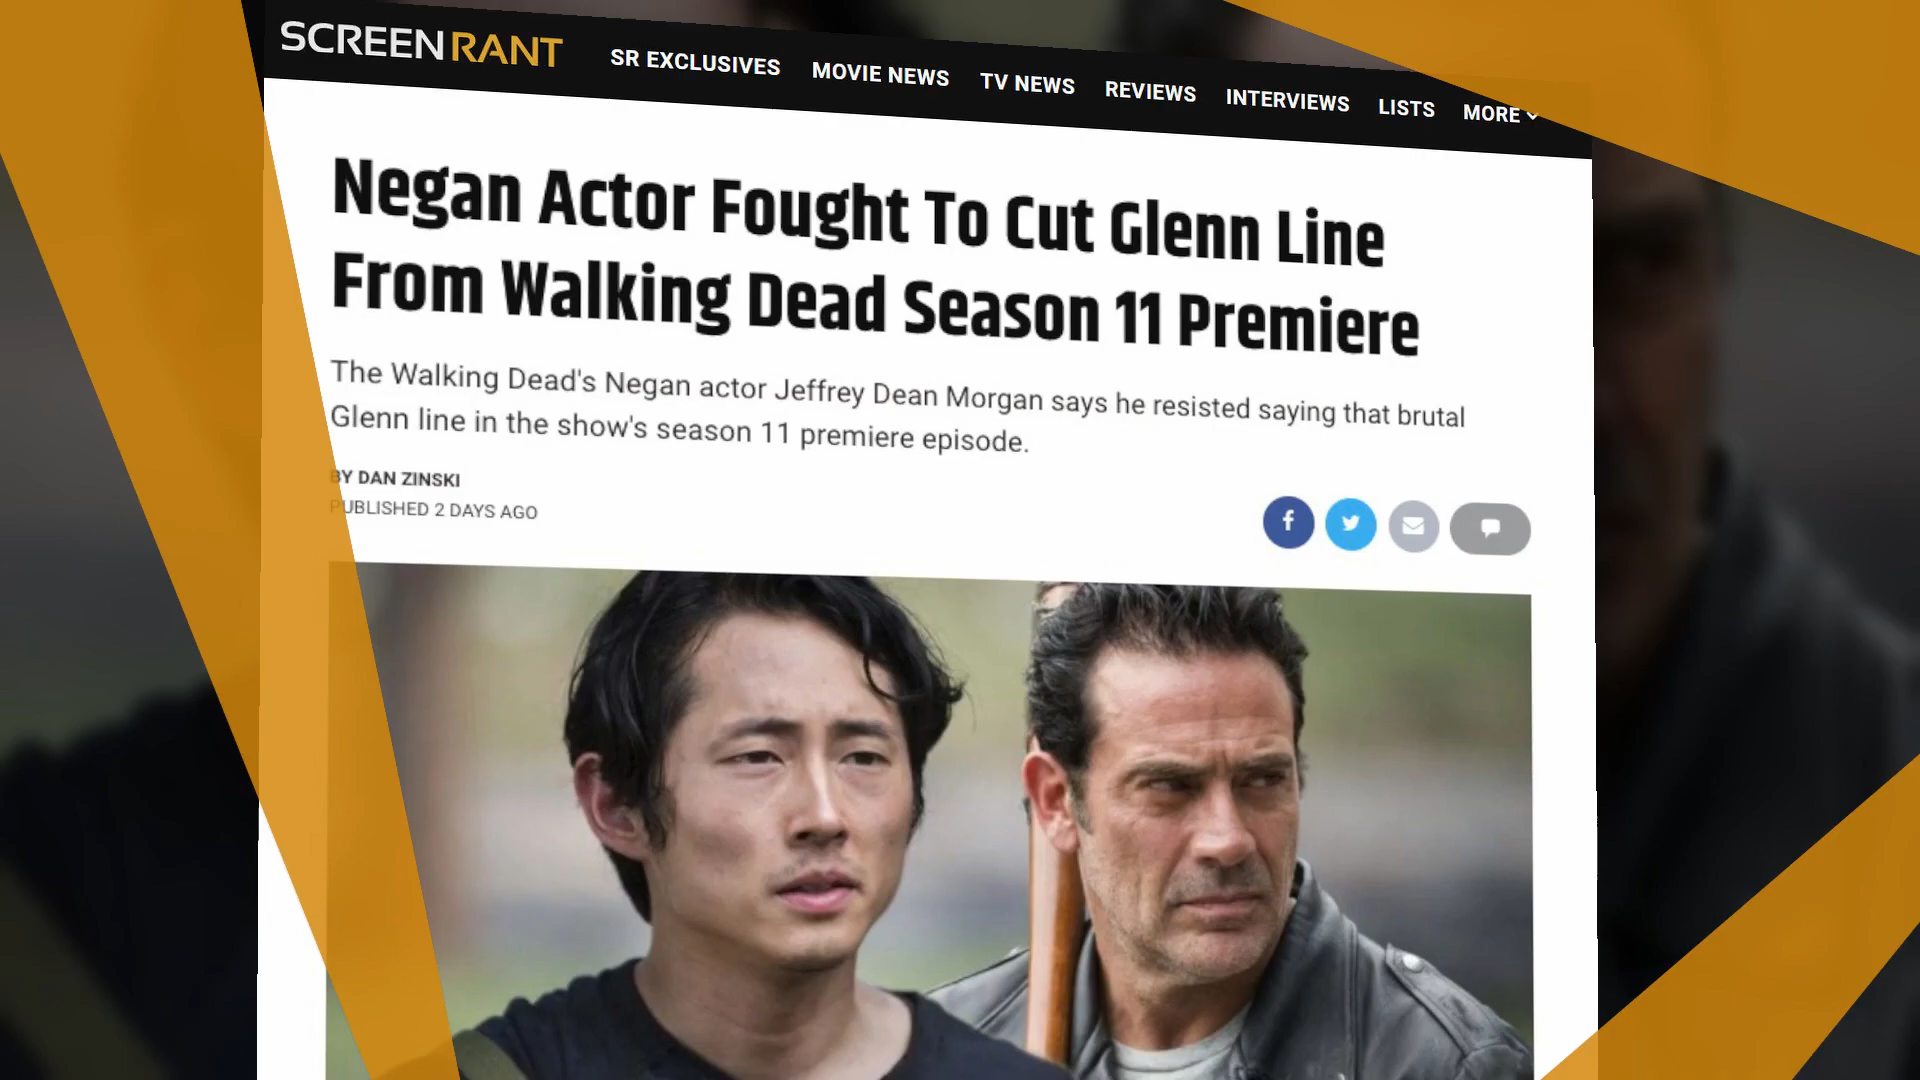 SCREENRANT
SR EXCLUSIVES MOVIE NEWS TV NEWS REVIEWS INTERVIEWS LISTS MORE
Negan Actor Fought To Cut Glenn Line
From Walking Dead Season 11 Premiere
The Walking Dead's Negan actor Jeffrey Dean Morgan says he resisted saying that brutal
Glenn line in the show's season 11 premiere episode.
BY DAN ZINSKI
PUBLISHED 2 DAYS AGO